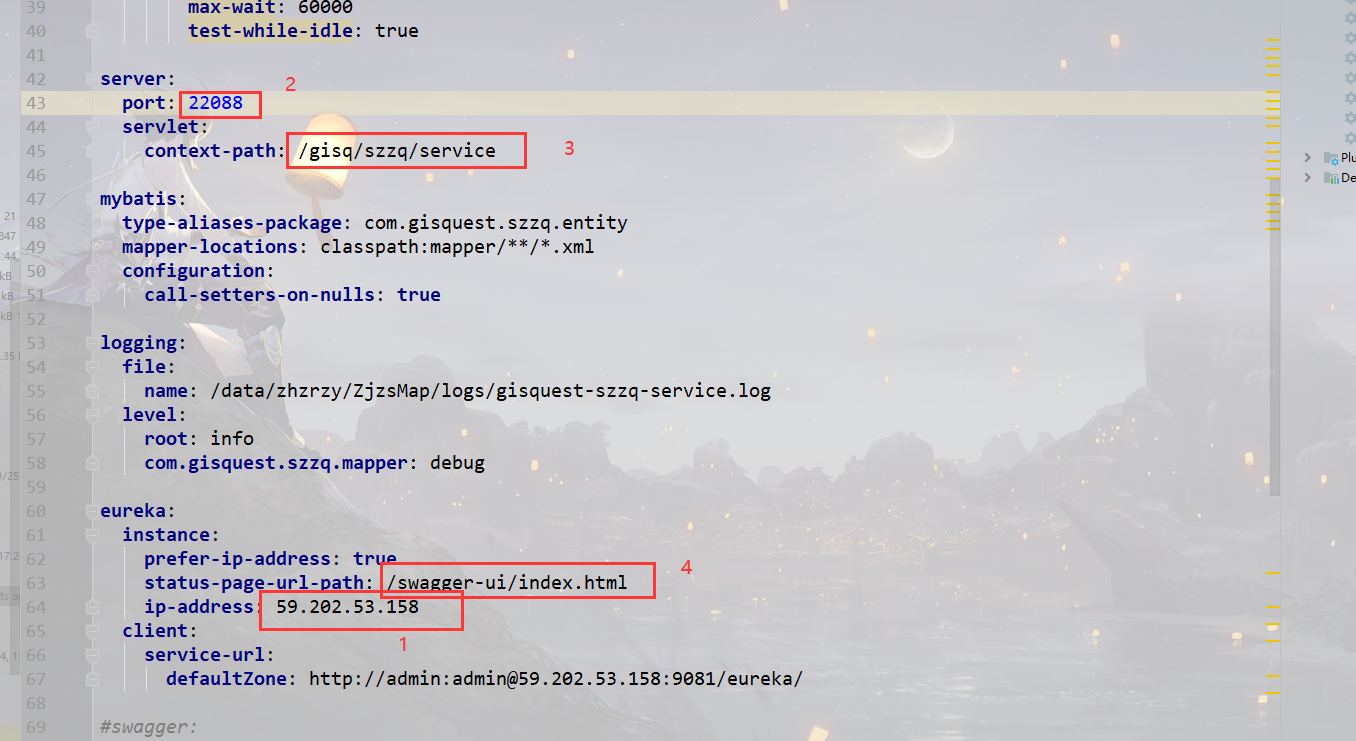 39 max-wait: 60000
40 test-while-idle: true
41
42 server:
2
43 port: 22088
44 servlet:
45 context-path: /gisq/szzq/service
3
46
47 mybatis:
48 type-aliases-package: com.gisquest.szzq.entity
49 mapper-locations: classpath:mapper/**/*.xml
50 configuration:
51 call-setters-on-nulls: true
52
53 logging:
54 file:
55 name: /data/zhzrzy/ZjzsMap/logs/gisquest-szzq-service.log
56 level:
57 root: info
58 com.gisquest.szzq.mapper: debug
59
60 eureka:
61 instance:
62 prefer-ip-address: true
4
63 status-page-url-path: /swagger-ui/index.html
64 ip-address: 59.202.53.158
1
65 client:
66 service-url:
67 defaultZone: http://admin:admin@59.202.53.158:9081/eureka/
68
69 #swagger:
Plu
De
21
347
kB
kB
kB